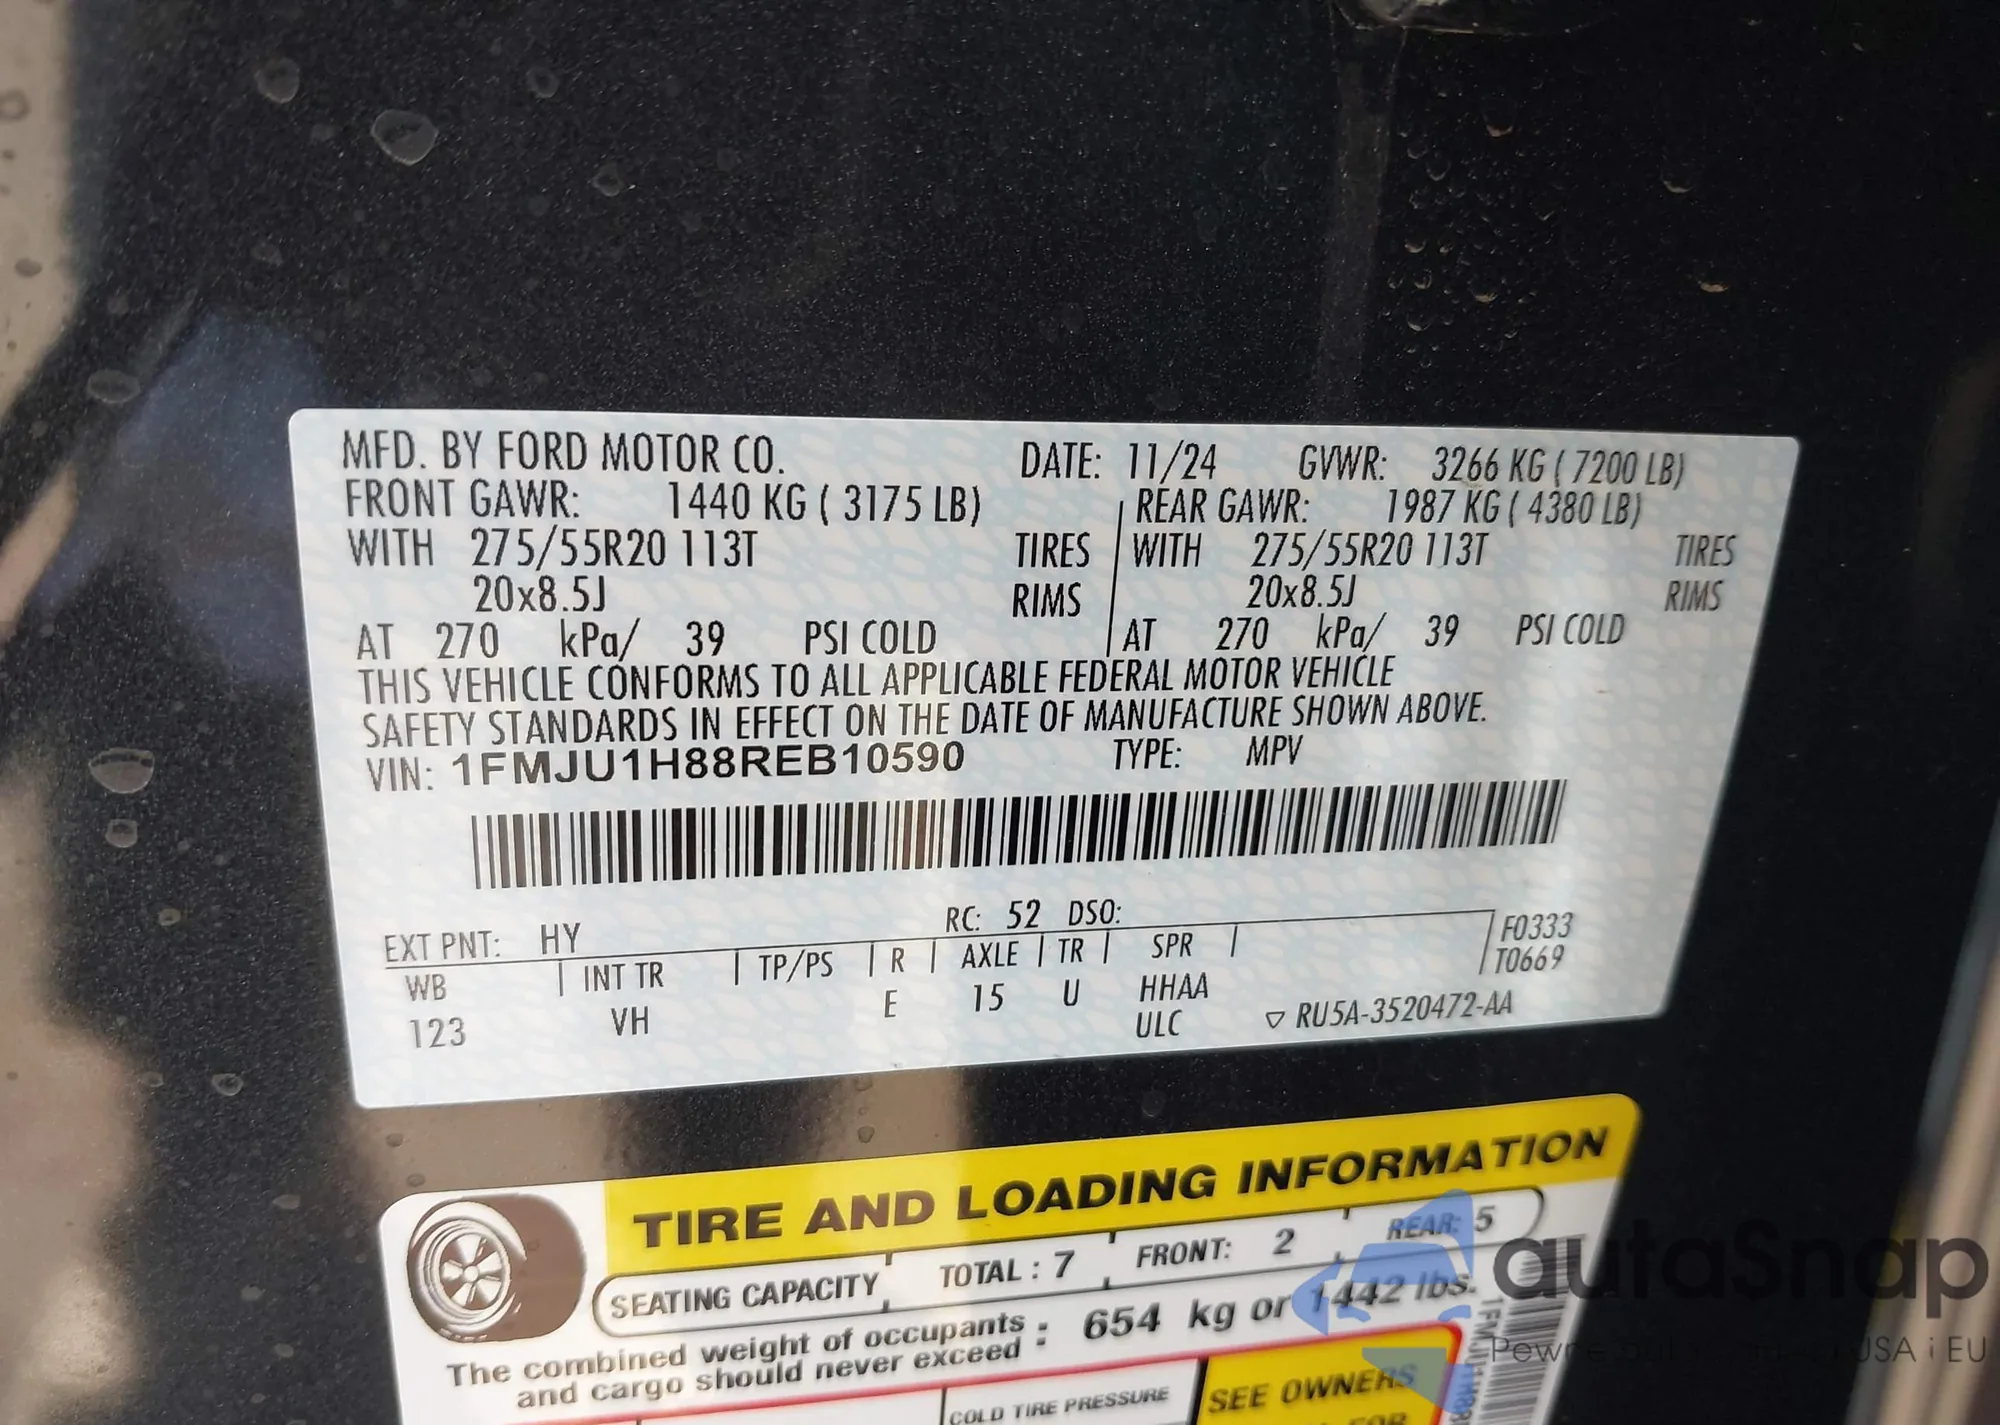 MFD. BY FORD MOTOR CO. DATE: 11/24 GVWR: 3266 KG ( 7200 LB)
FRONT GAWR: 1440 KG ( 3175 LB) REAR GAWR: 1987 KG ( 4380 LB)
WITH 275/55R20 113T TIRES WITH 275/55R20 113T TIRES
20x8.5J RIMS 20x8.5J RIMS
AT 270 kPa/ 39 PSI COLD AT 270 kPa/ 39 PSI COLD
THIS VEHICLE CONFORMS TO ALL APPLICABLE FEDERAL MOTOR VEHICLE
SAFETY STANDARDS IN EFFECT ON THE DATE OF MANUFACTURE SHOWN ABOVE.
VIN: 1FMJU1H88REB10590 TYPE: MPV
EXT PNT: HY RC: 52 DSO: F0333
WB INT TR TP/PS R AXLE TR SPR T0669
123 VH E 15 U HHAA
ULC ▽ RU5A-3520472-AA
TIRE AND LOADING INFORMATION
SEATING CAPACITY TOTAL : 7 FRONT: 2 REAR: 5
The combined weight of occupants : 654 kg or 1442 lbs.
and cargo should never exceed
COLD TIRE PRESSURE SEE OWNERS
autaSnap
USA i EU